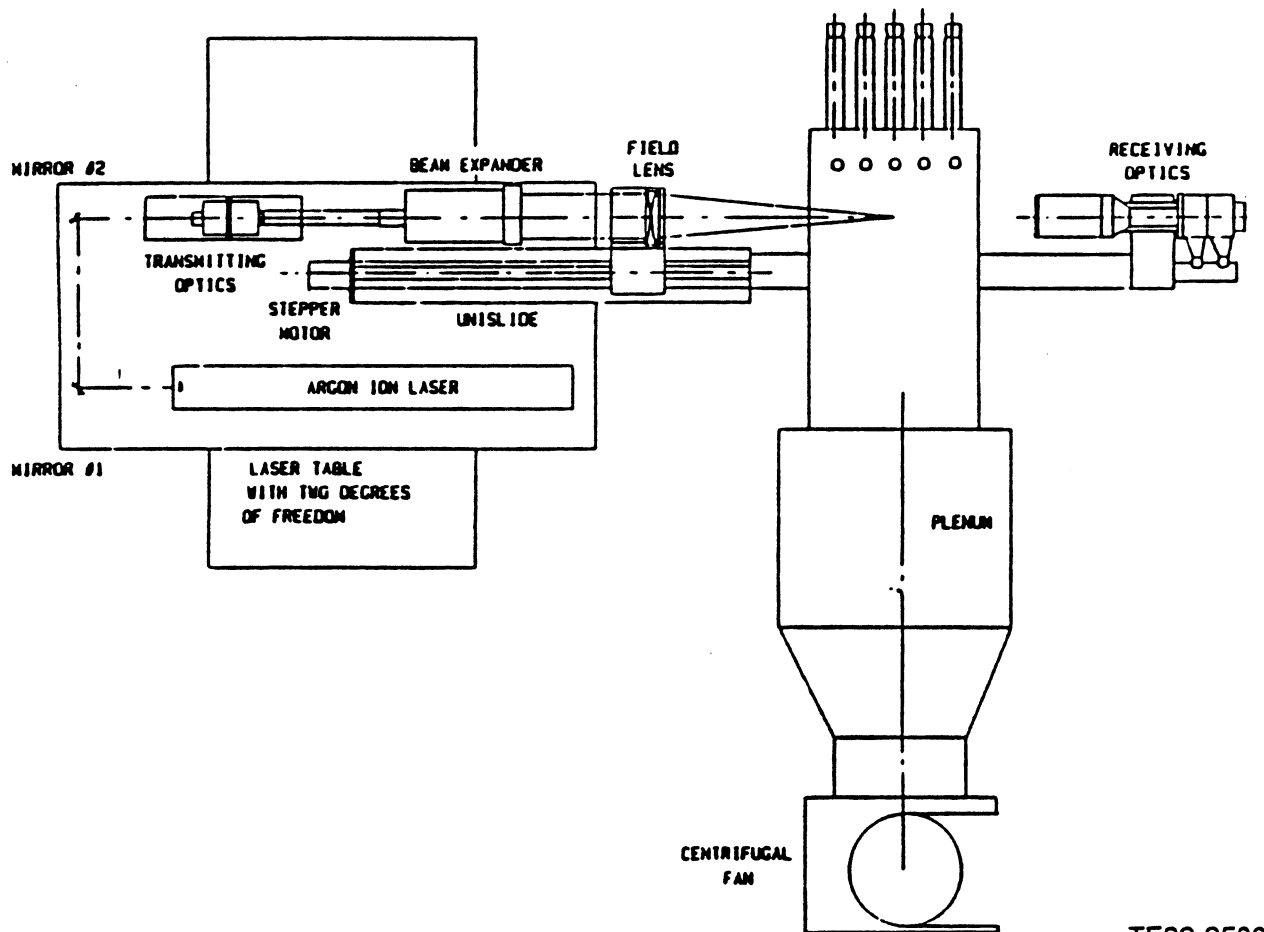 MIRROR #2
BEAM EXPANDER
FIELD
LENS
RECEIVING
OPTICS
TRANSMITTING
OPTICS
STEPPER
MOTOR
UNISLIDE
ARGON ION LASER
MIRROR #1
LASER TABLE
WITH TWO DEGREES
OF FREEDOM
PLENUM
CENTRIFUGAL
FAN